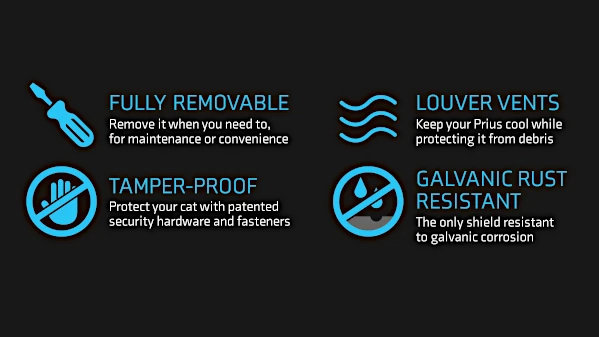 FULLY REMOVABLE
Remove it when you need to,
for maintenance or convenience
LOUVER VENTS
Keep your Prius cool while
protecting it from debris
TAMPER-PROOF
Protect your cat with patented
security hardware and fasteners
GALVANIC RUST
RESISTANT
The only shield resistant
to galvanic corrosion